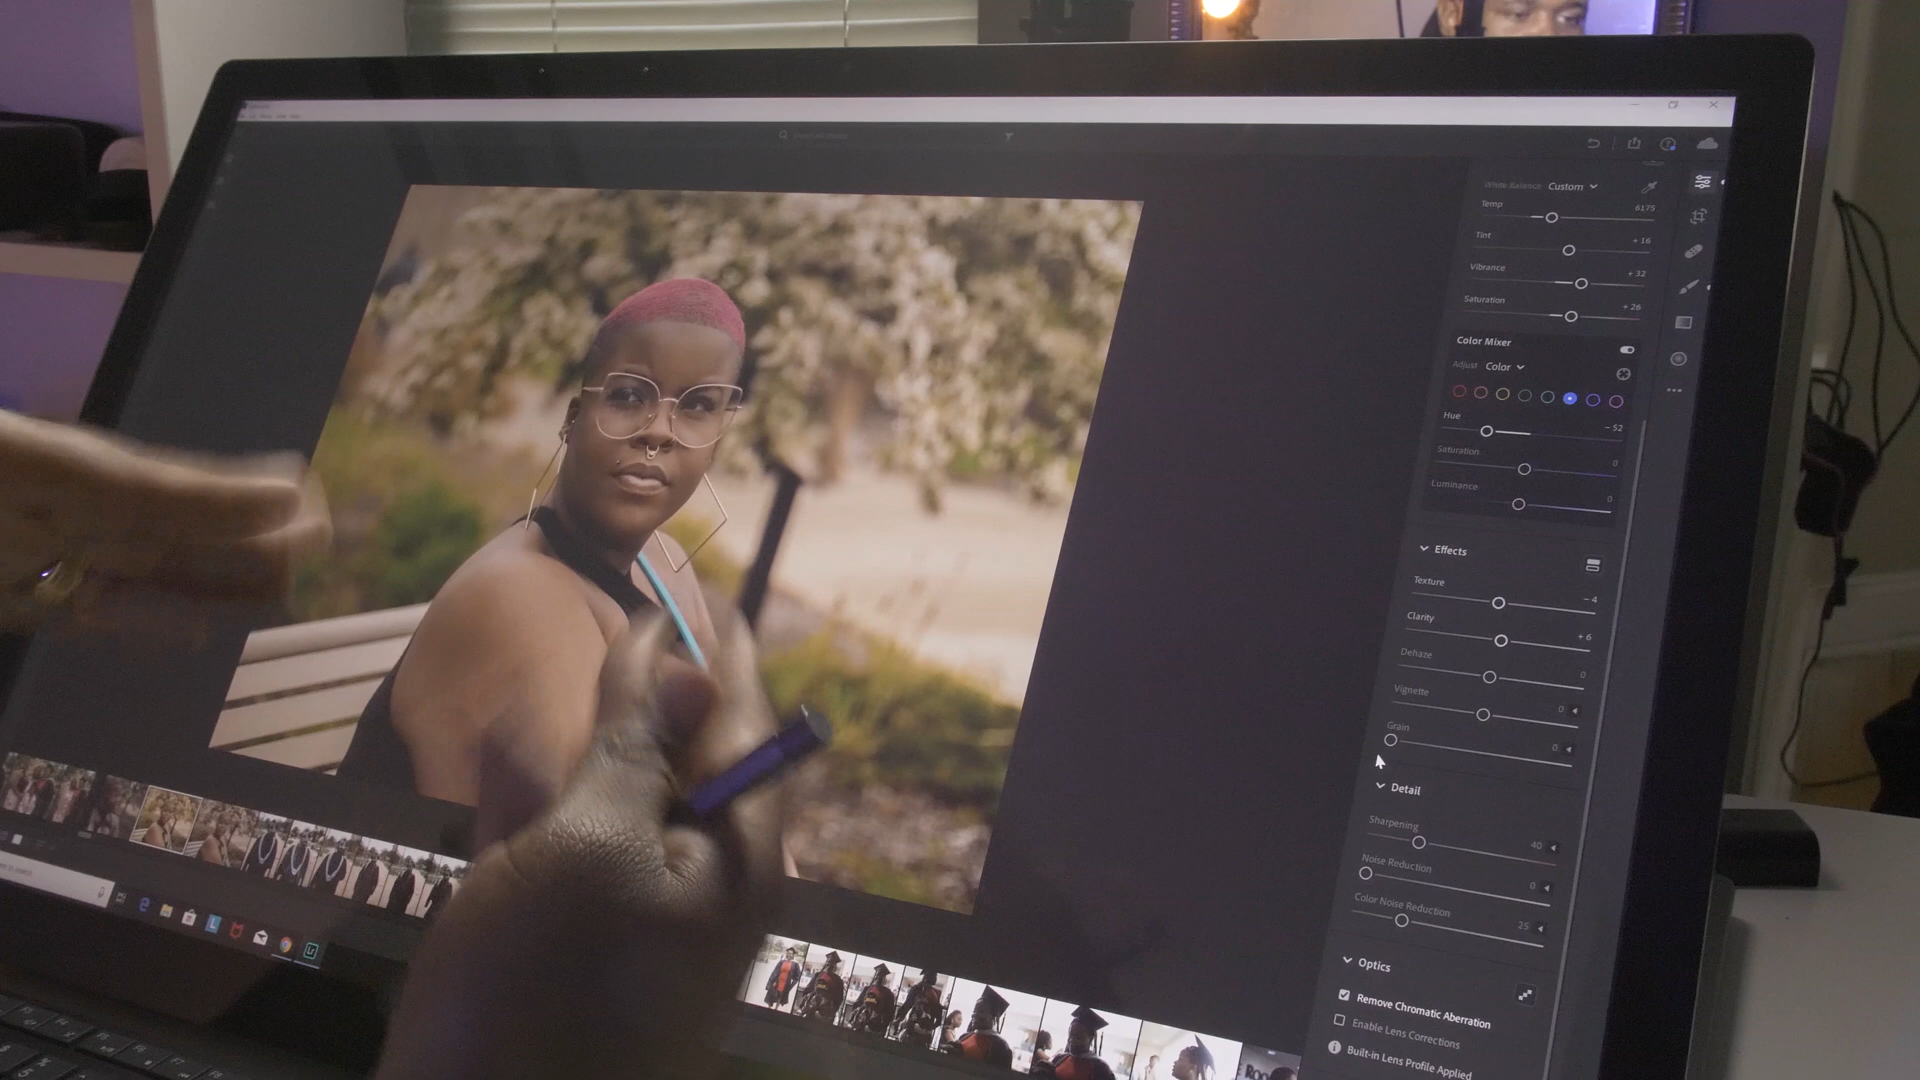 White Balance Custom
Temp 6175
Tint + 16
Vibrance + 32
Saturation + 26
Color Mixer
Adjust Color
Hue - 52
Saturation 0
Luminance 0
Effects
Texture - 4
Clarity + 6
Dehaze 0
Vignette 0
Grain 0
Detail
Sharpening 40
Noise Reduction 0
Color Noise Reduction 25
Optics
Remove Chromatic Aberration
Enable Lens Corrections
Built-in Lens Profile Applied
Lr